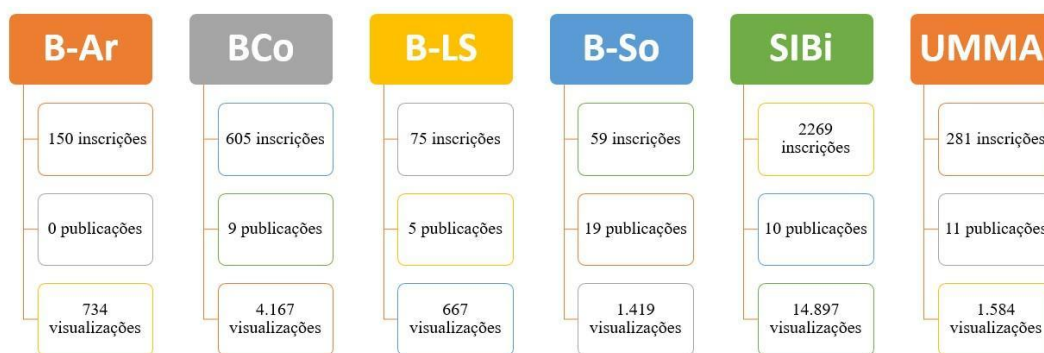 B-Ar
150 inscrições
0 publicações
734
visualizações
BCo
605 inscrições
9 publicações
4.167
visualizações
B-LS
75 inscrições
5 publicações
667
visualizações
B-So
59 inscrições
19 publicações
1.419
visualizações
SIBi
2269
inscrições
10 publicações
14.897
visualizações
UMMA
281 inscrições
11 publicações
1.584
visualizações